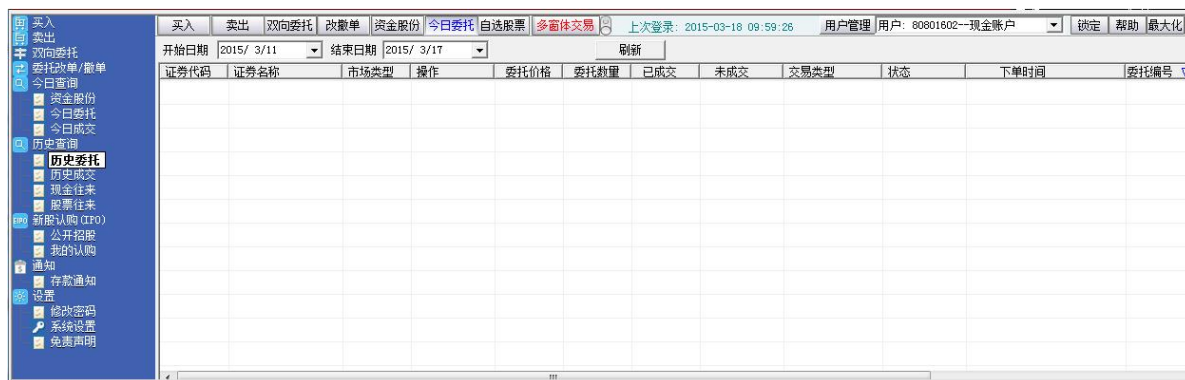 买入 卖出 双向委托 改撤单 资金股份 今日委托 自选股票 多窗体交易 上次登录: 2015-03-18 09:59:26 用户管理 用户: 80801602--现金账户 锁定 帮助 最大化
开始日期 2015/ 3/11 结束日期 2015/ 3/17 刷新
证券代码 证券名称 市场类型 操作 委托价格 委托数量 已成交 未成交 交易类型 状态 下单时间 委托编号
买入
卖出
双向委托
委托改单/撤单
今日查询
资金股份
今日委托
今日成交
历史查询
历史委托
历史成交
现金往来
股票往来
新股认购(IPO)
公开招股
我的认购
通知
存款通知
设置
修改密码
系统设置
免责声明